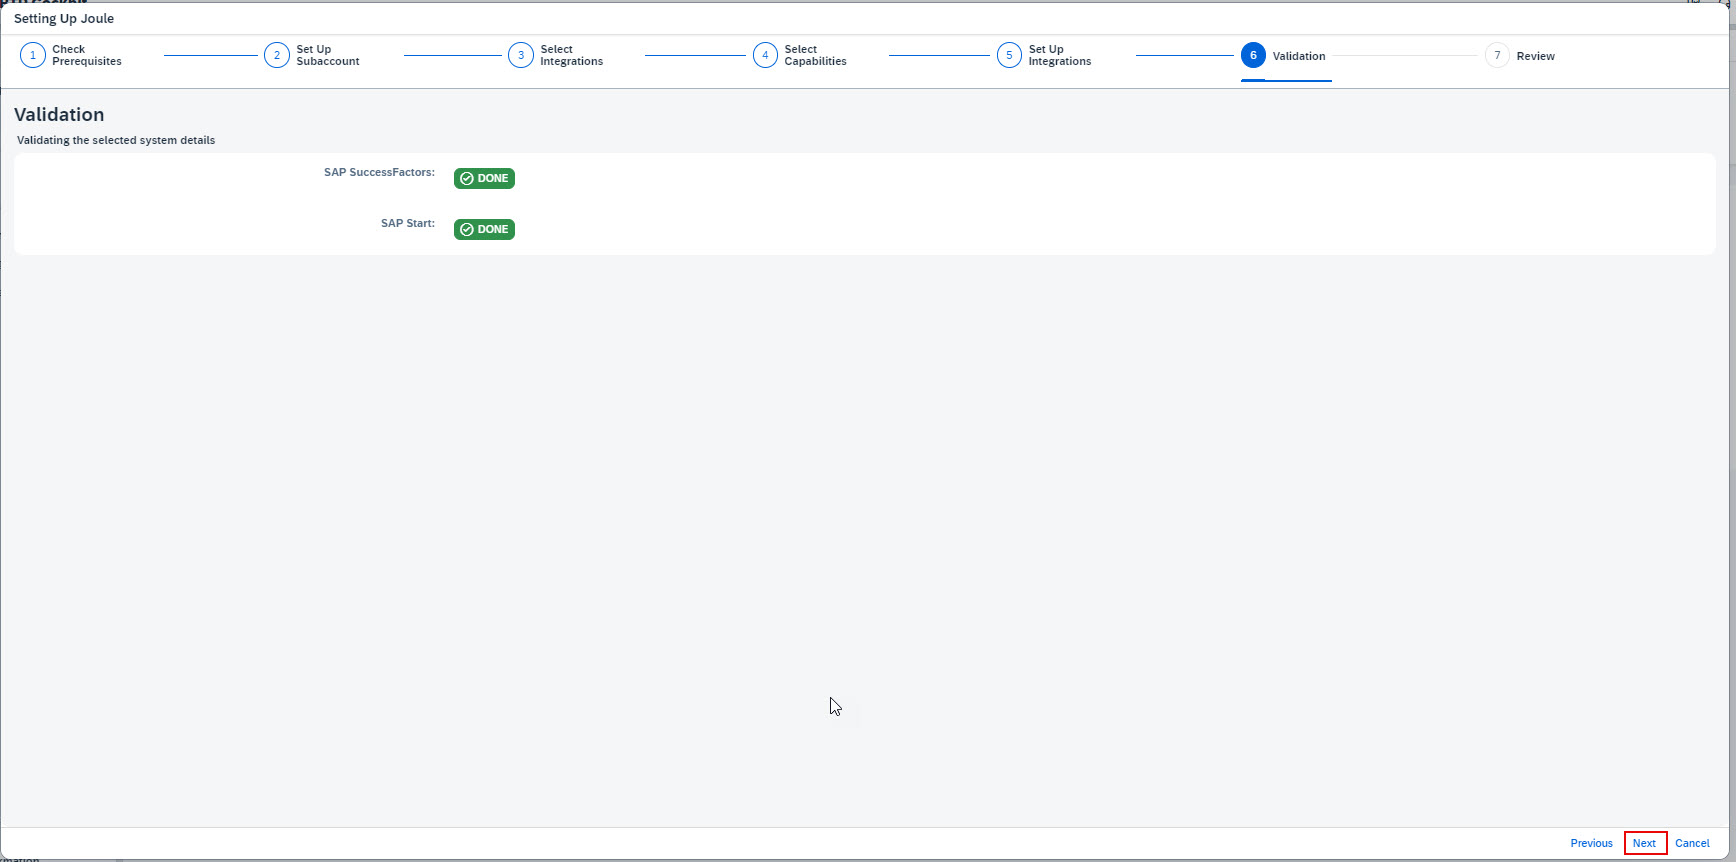 Setting Up Joule
1 Check Prerequisites
2 Set Up Subaccount
3 Select Integrations
4 Select Capabilities
5 Set Up Integrations
6 Validation
7 Review
Validation
Validating the selected system details
SAP SuccessFactors: DONE
SAP Start: DONE
Previous Next Cancel